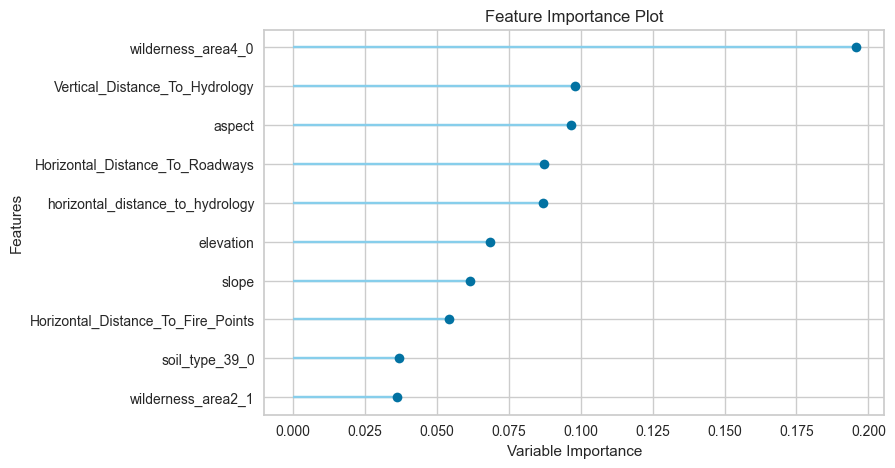 Feature Importance Plot
Features
wilderness_area4_0
Vertical_Distance_To_Hydrology
aspect
Horizontal_Distance_To_Roadways
horizontal_distance_to_hydrology
elevation
slope
Horizontal_Distance_To_Fire_Points
soil_type_39_0
wilderness_area2_1
0.000 0.025 0.050 0.075 0.100 0.125 0.150 0.175 0.200
Variable Importance